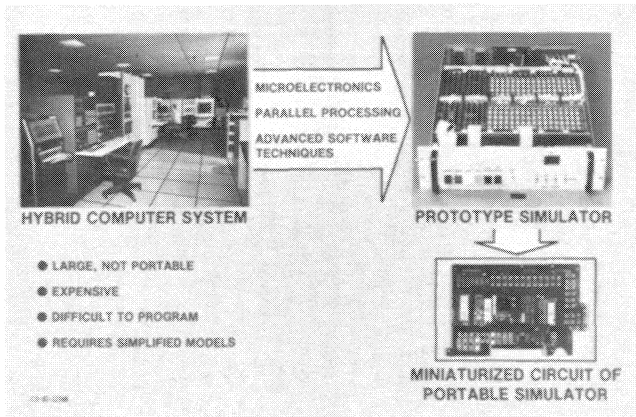 MICROELECTRONICS
PARALLEL PROCESSING
ADVANCED SOFTWARE
TECHNIQUES
HYBRID COMPUTER SYSTEM
PROTOTYPE SIMULATOR
● LARGE, NOT PORTABLE
● EXPENSIVE
● DIFFICULT TO PROGRAM
● REQUIRES SIMPLIFIED MODELS
MINIATURIZED CIRCUIT OF
PORTABLE SIMULATOR